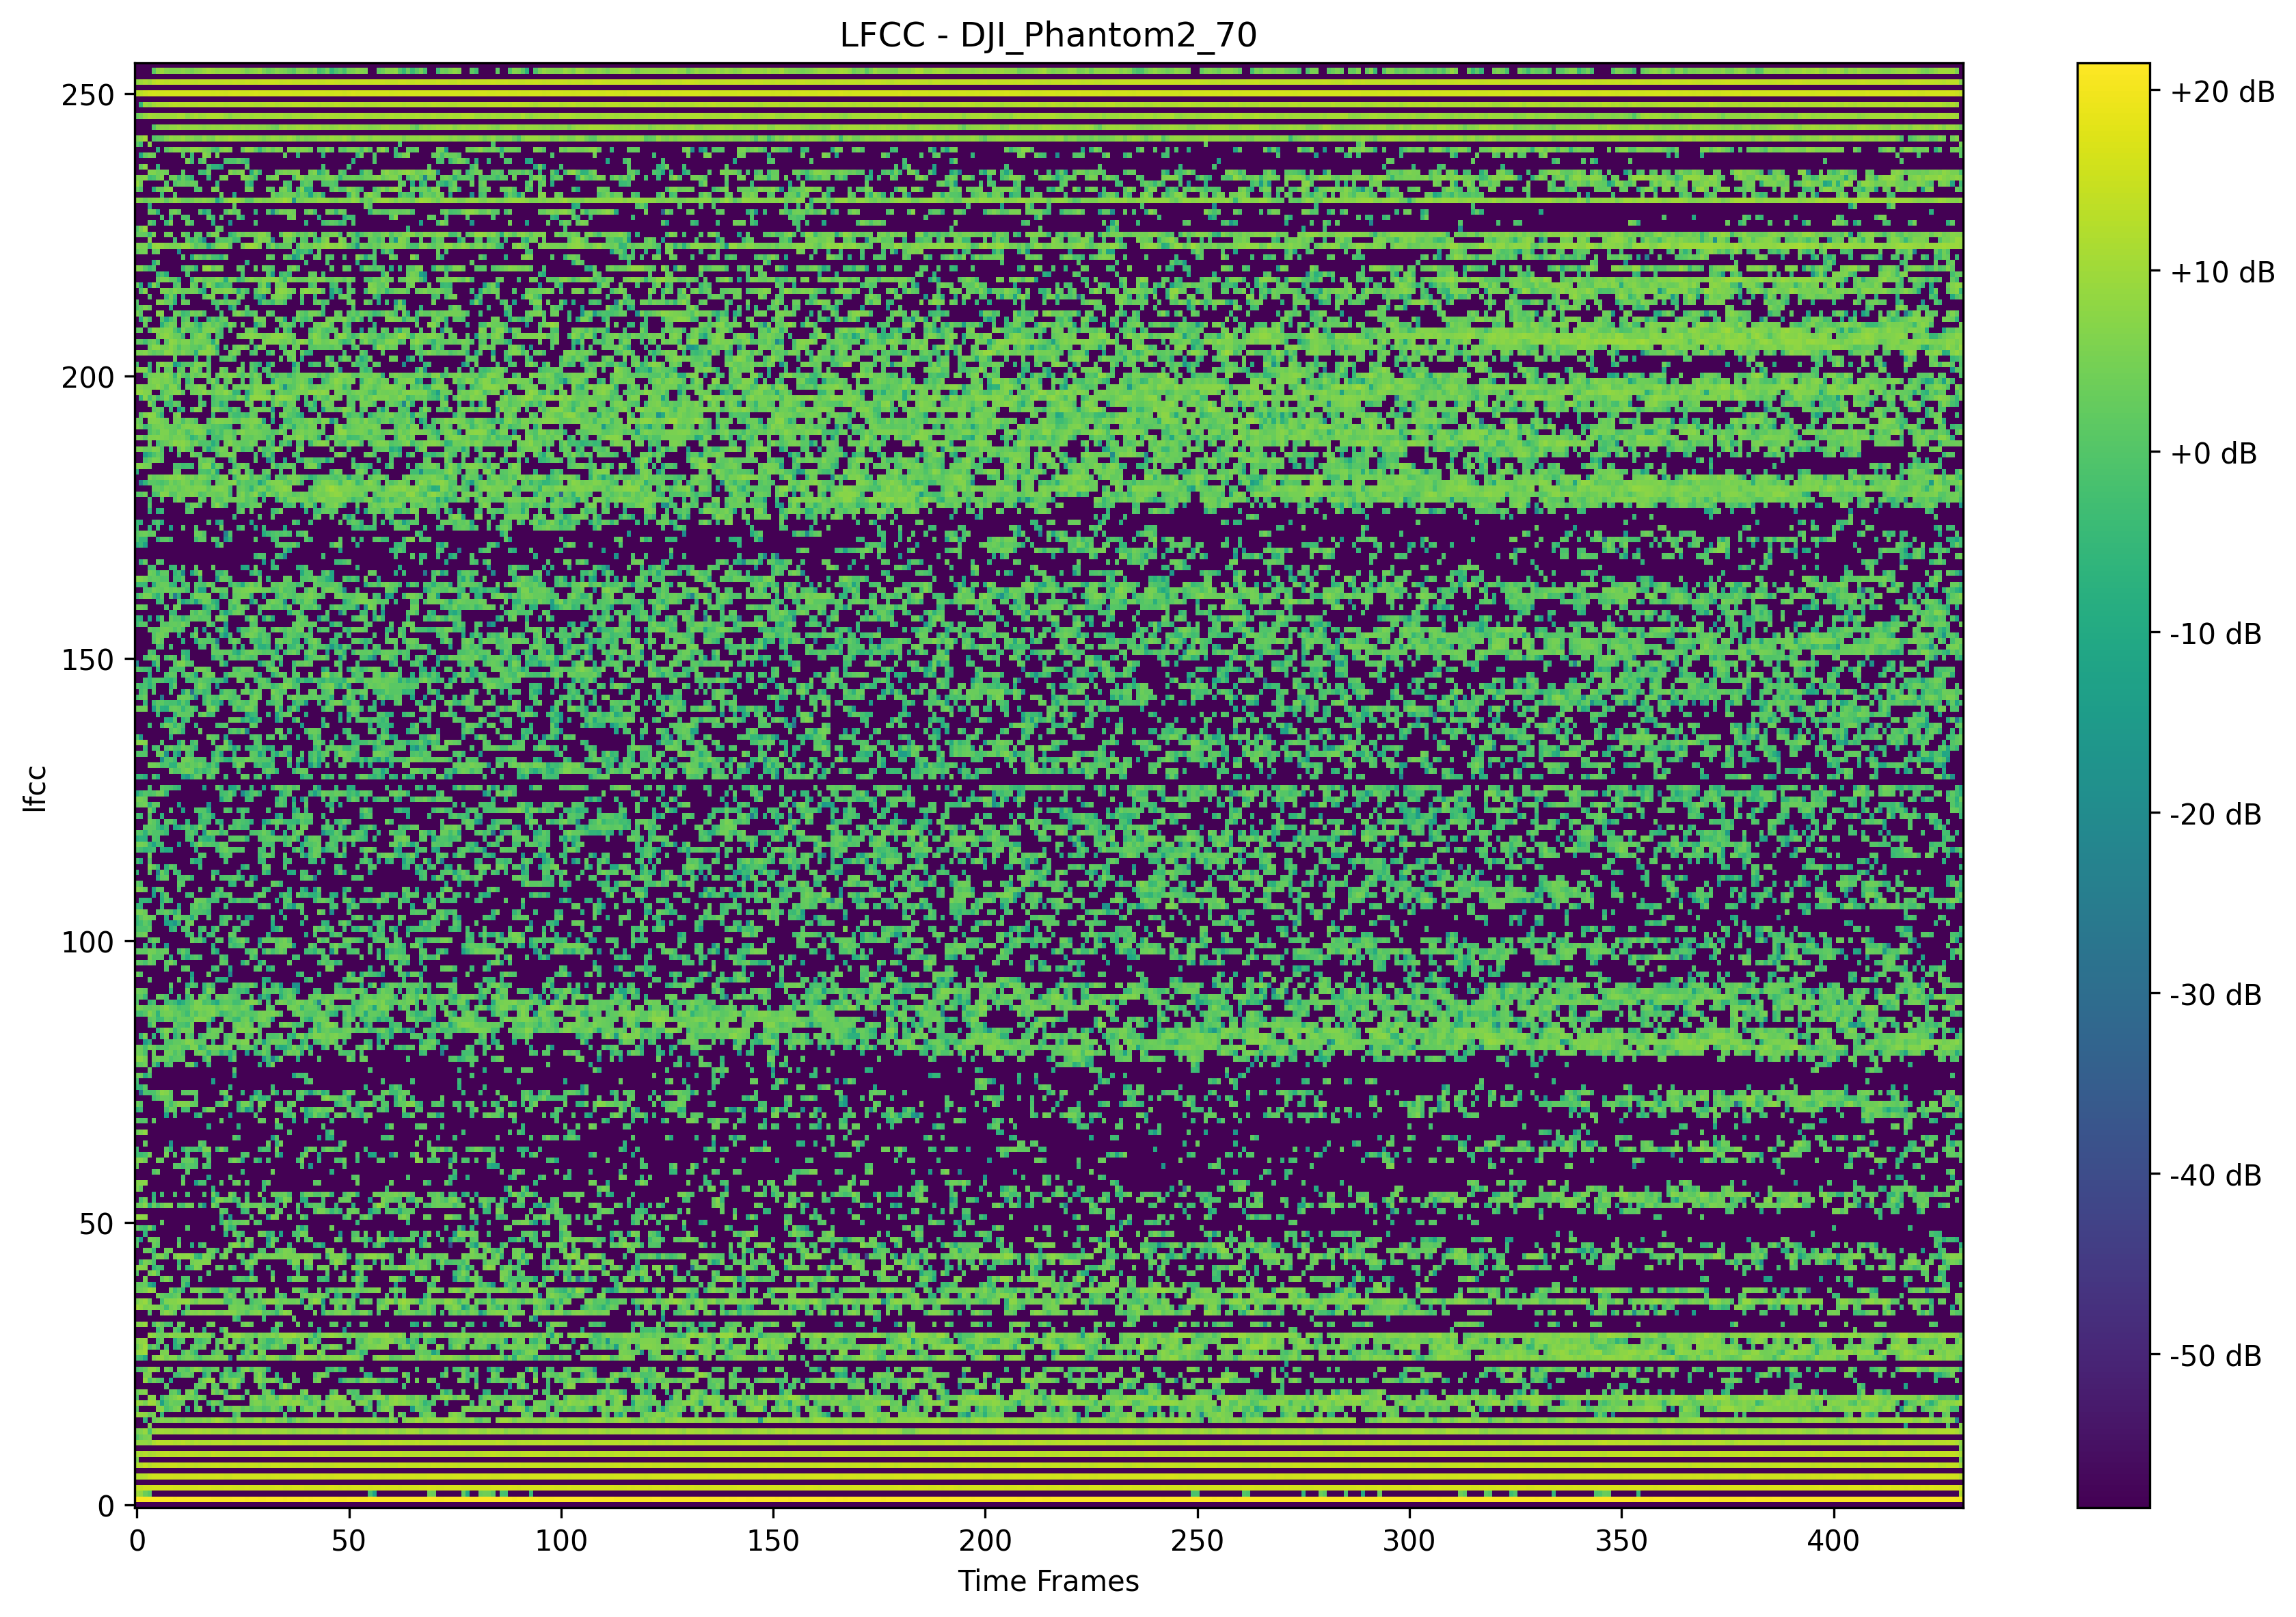 LFCC - DJI_Phantom2_70
250
200
150
100
50
0
lfcc
0 50 100 150 200 250 300 350 400
Time Frames
+20 dB
+10 dB
+0 dB
-10 dB
-20 dB
-30 dB
-40 dB
-50 dB